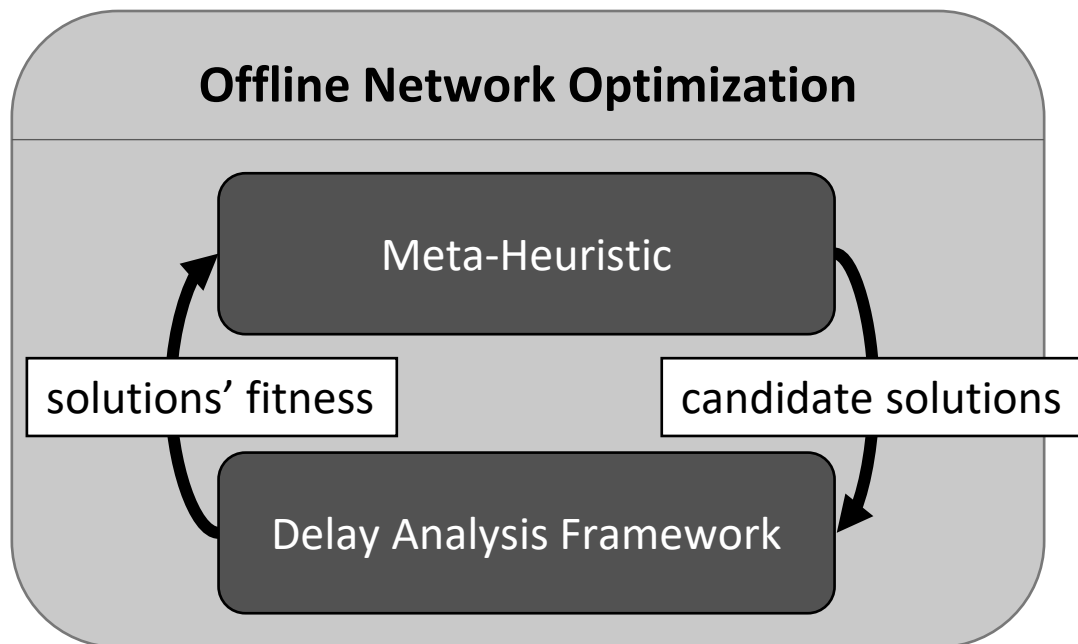 Offline Network Optimization
Meta-Heuristic
solutions’ fitness
candidate solutions
Delay Analysis Framework